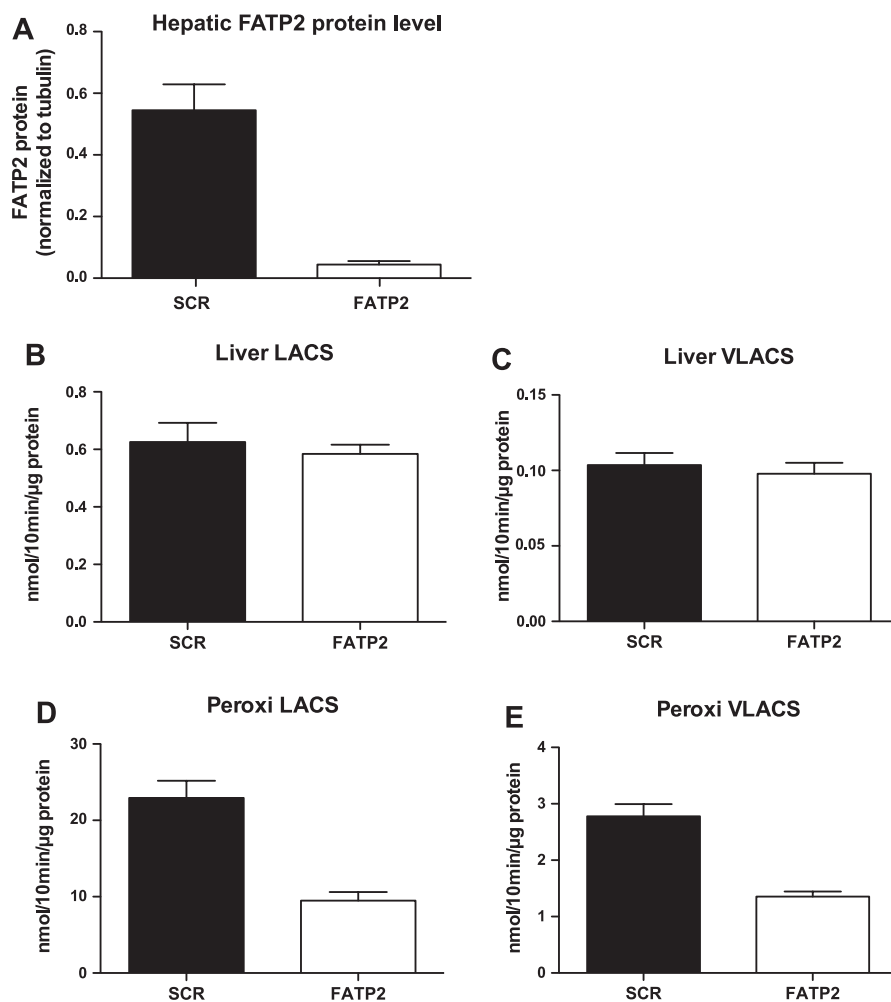 A
Hepatic FATP2 protein level
FATP2 protein
(normalized to tubulin)
0.8
0.6
0.4
0.2
0.0
SCR
FATP2
B
Liver LACS
nmol/10min/µg protein
0.8
0.6
0.4
0.2
0.0
SCR
FATP2
C
Liver VLACS
nmol/10min/µg protein
0.15
0.10
0.05
0.00
SCR
FATP2
D
Peroxi LACS
nmol/10min/µg protein
30
20
10
0
SCR
FATP2
E
Peroxi VLACS
nmol/10min/µg protein
4
3
2
1
0
SCR
FATP2